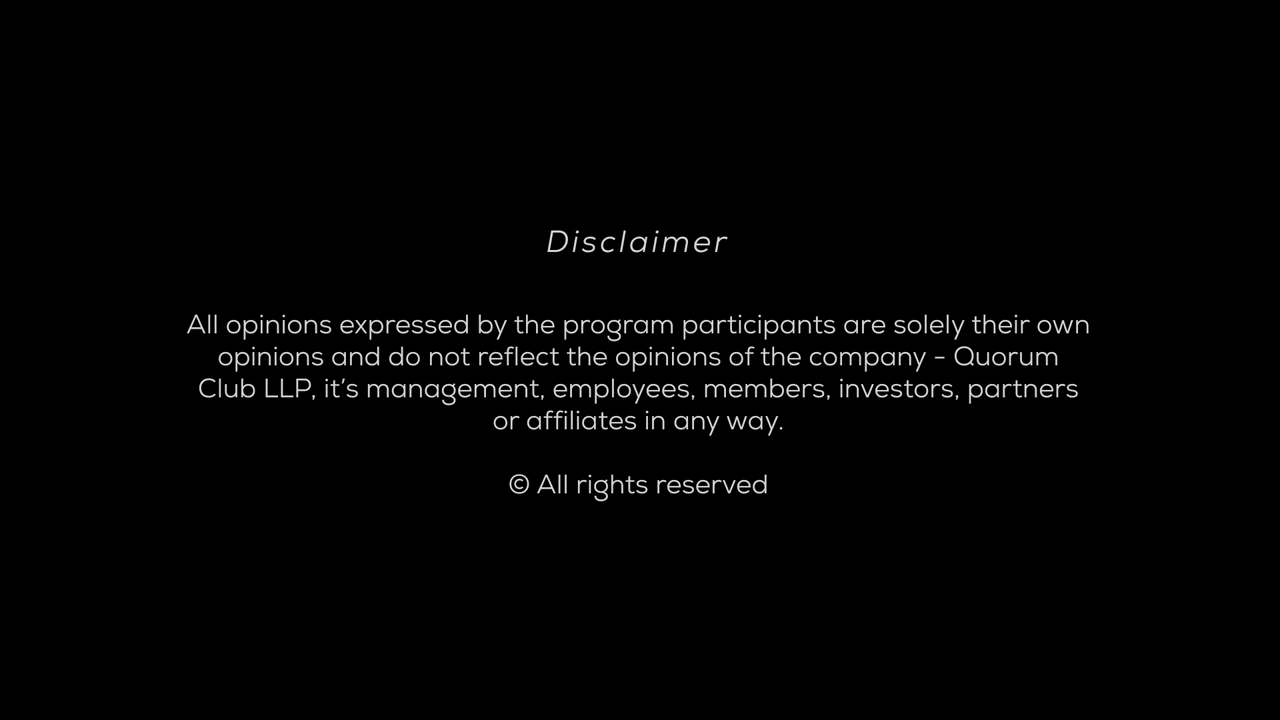 Disclaimer
All opinions expressed by the program participants are solely their own
opinions and do not reflect the opinions of the company - Quorum
Club LLP, it’s management, employees, members, investors, partners
or affiliates in any way.
© All rights reserved